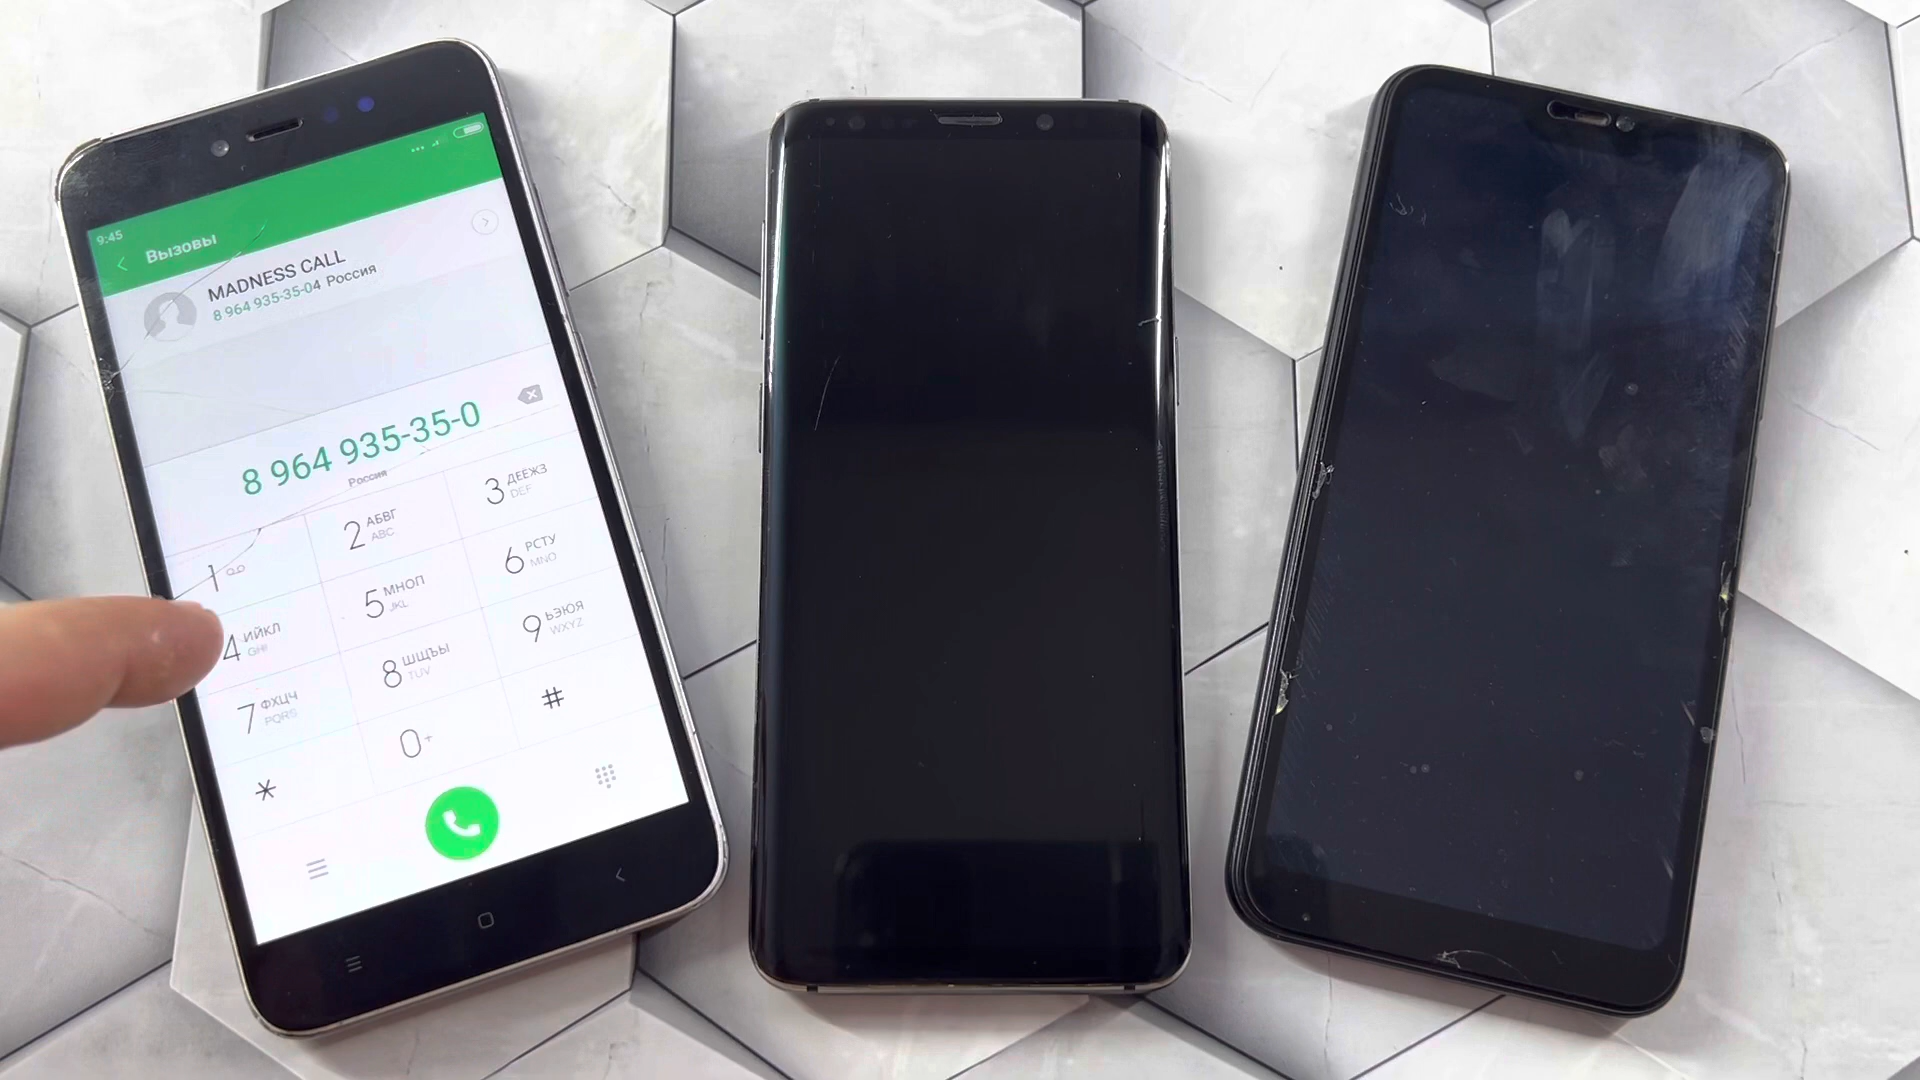 9:45
Вызовы
MADNESS CALL
8 964 935-35-04 Россия
8 964 935-35-0
Россия
1
2 АБВГ ABC
3 ДЕЁЖЗ DEF
4 ИЙКЛ GHI
5 МНОП JKL
6 РСТУ MNO
7 ФХЦЧ PQRS
8 ШЩЪЫ TUV
9 ЬЭЮЯ WXYZ
*
0 +
#